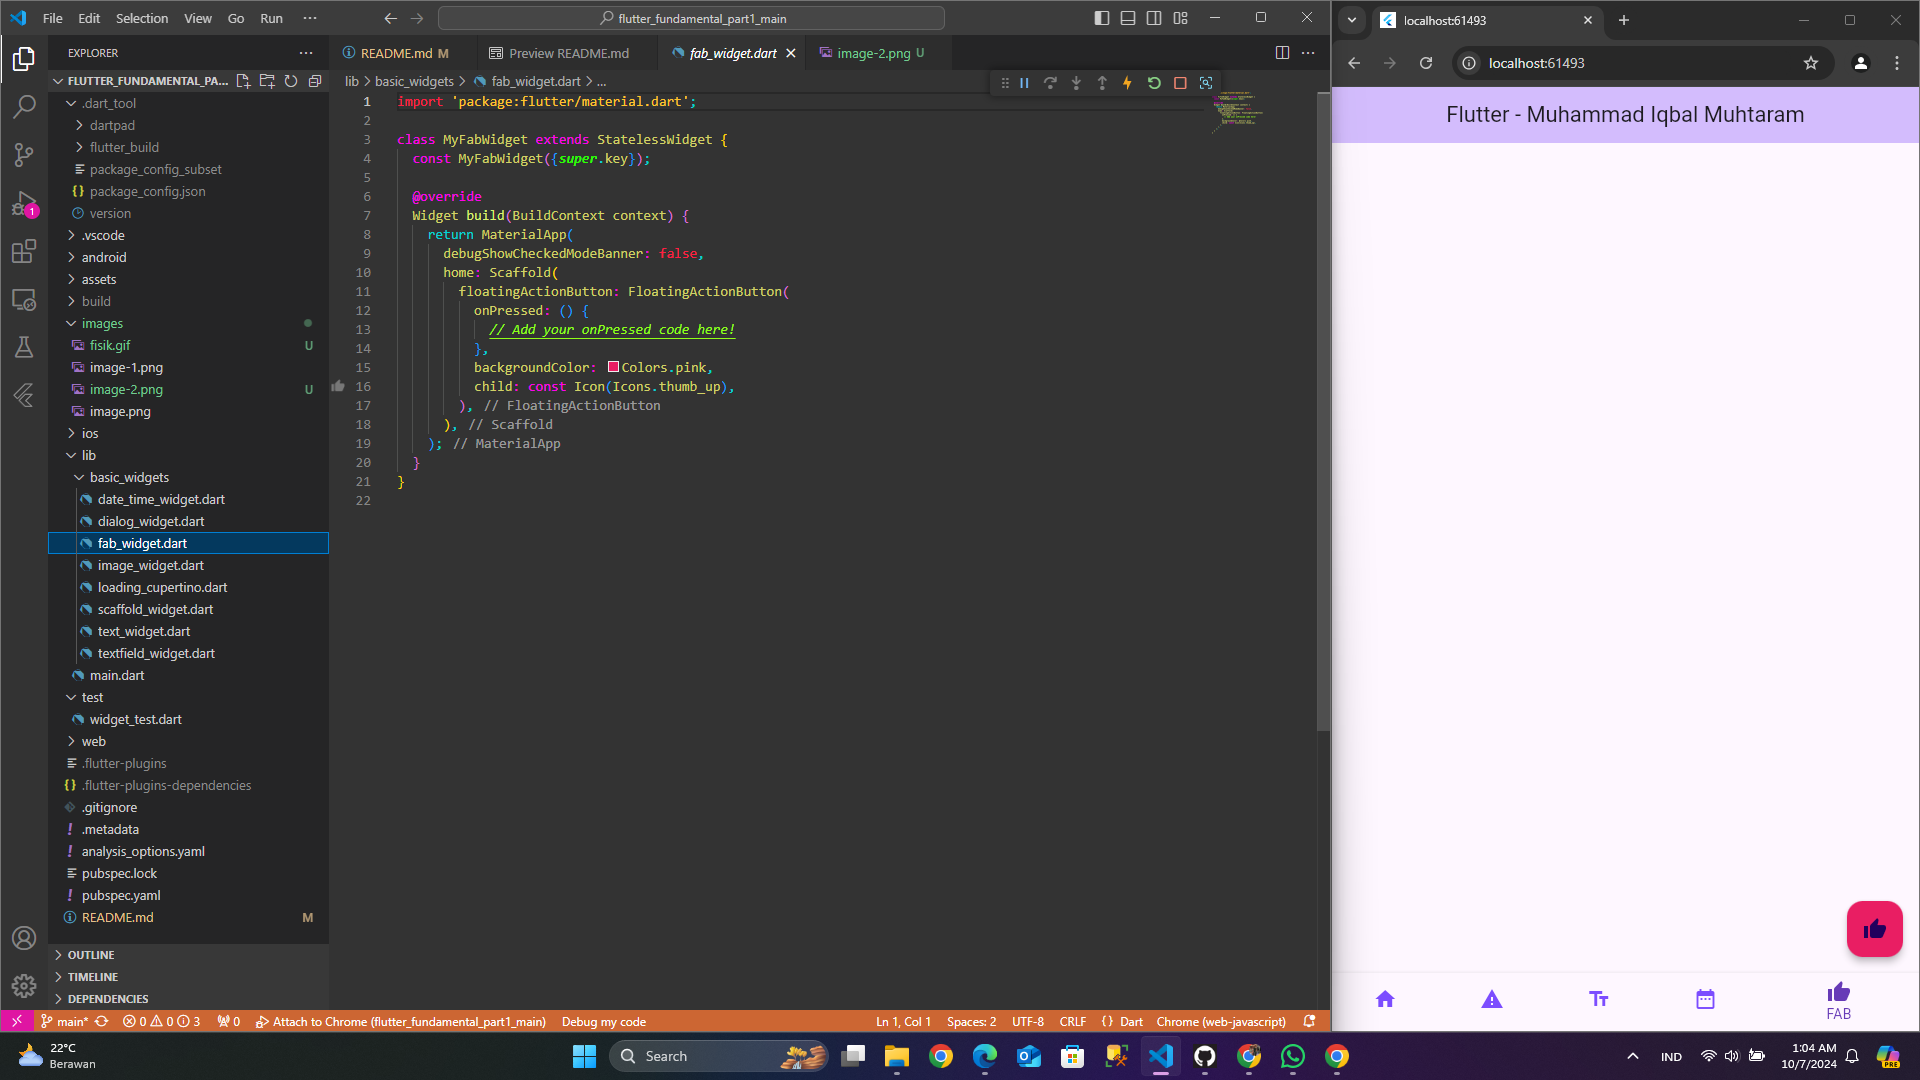 File Edit Selection View Go Run ··· flutter_fundamental_part1_main
EXPLORER ···
FLUTTER_FUNDAMENTAL_PA...
.dart_tool
dartpad
flutter_build
package_config_subset
package_config.json
version
.vscode
android
assets
build
images
fisik.gif U
image-1.png
image-2.png U
image.png
ios
lib
basic_widgets
date_time_widget.dart
dialog_widget.dart
fab_widget.dart
image_widget.dart
loading_cupertino.dart
scaffold_widget.dart
text_widget.dart
textfield_widget.dart
main.dart
test
widget_test.dart
web
.flutter-plugins
.flutter-plugins-dependencies
.gitignore
.metadata
analysis_options.yaml
pubspec.lock
pubspec.yaml
README.md M
OUTLINE
TIMELINE
DEPENDENCIES
1
README.md M Preview README.md fab_widget.dart image-2.png U
lib > basic_widgets > fab_widget.dart > ...
1 import 'package:flutter/material.dart';
2
3 class MyFabWidget extends StatelessWidget {
4 const MyFabWidget({super.key});
5
6 @override
7 Widget build(BuildContext context) {
8 return MaterialApp(
9 debugShowCheckedModeBanner: false,
10 home: Scaffold(
11 floatingActionButton: FloatingActionButton(
12 onPressed: () {
13 // Add your onPressed code here!
14 },
15 backgroundColor: Colors.pink,
16 child: const Icon(Icons.thumb_up),
17 ), // FloatingActionButton
18 ), // Scaffold
19 ); // MaterialApp
20 }
21 }
22
main* 0 0 3 0 Attach to Chrome (flutter_fundamental_part1_main) Debug my code Ln 1, Col 1 Spaces: 2 UTF-8 CRLF {} Dart Chrome (web-javascript)
localhost:61493
localhost:61493
Flutter - Muhammad Iqbal Muhtaram
FAB
22°C
Berawan
Search
IND
1:04 AM
10/7/2024
PRE